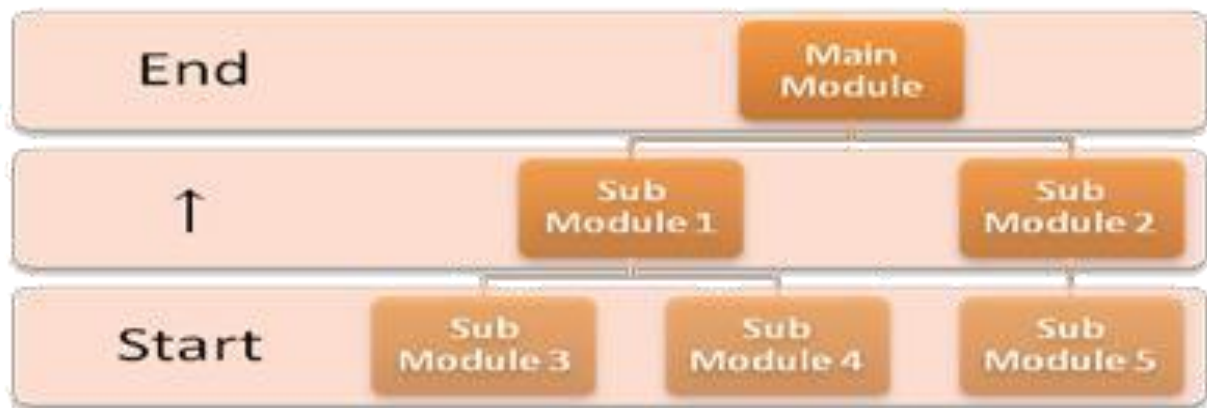 End
Main
Module
↑
Sub
Module 1
Sub
Module 2
Start
Sub
Module 3
Sub
Module 4
Sub
Module 5